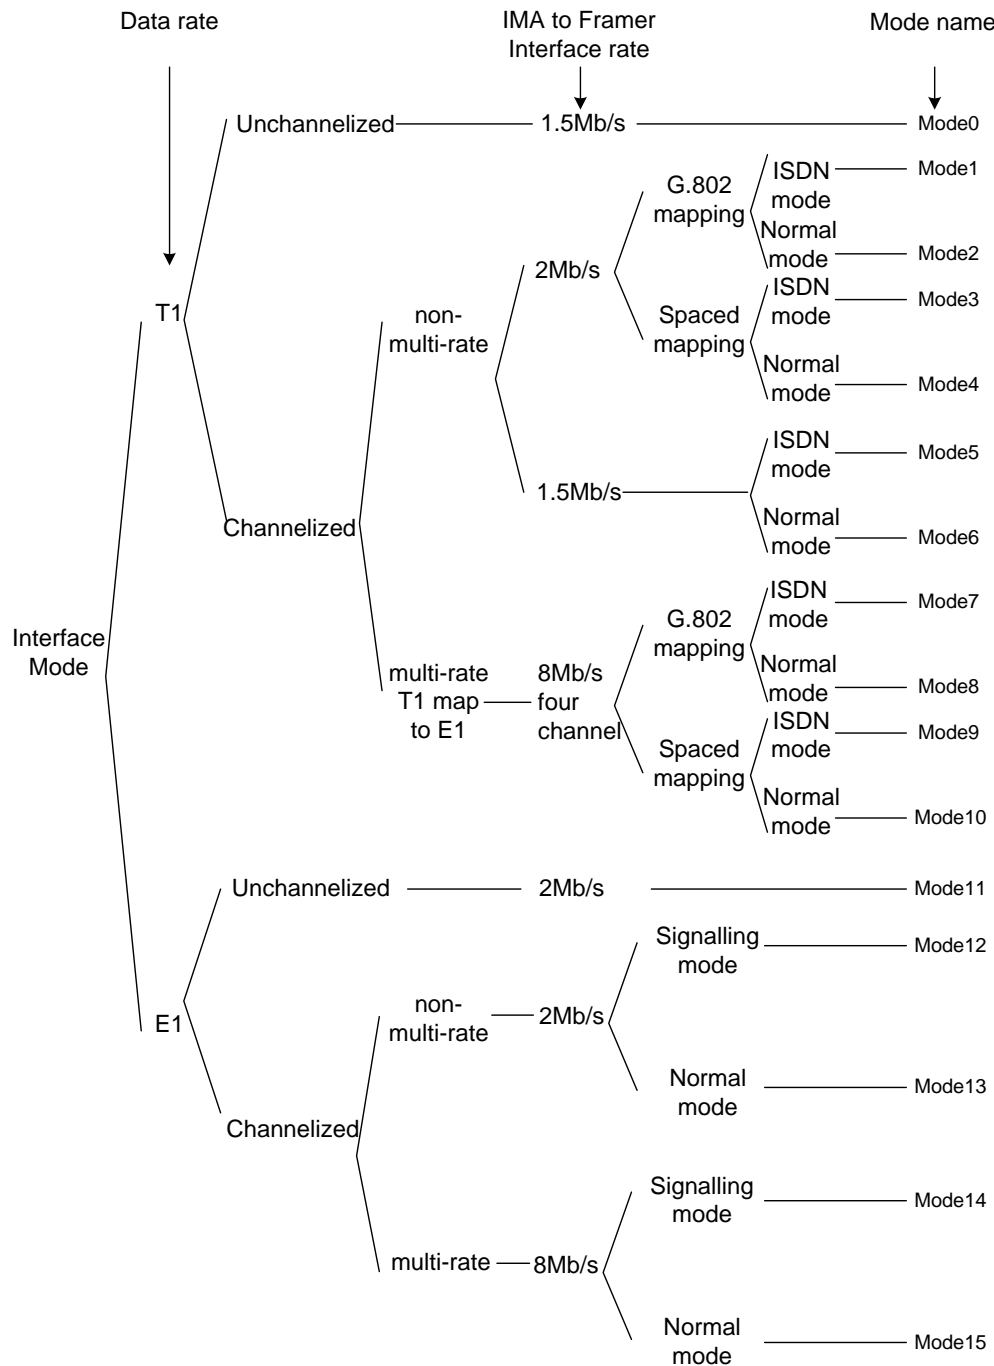 Data rate
IMA to Framer
Interface rate
Mode name
Unchannelized
1.5Mb/s
Mode0
G.802
mapping
ISDN
mode
Mode1
Normal
mode
Mode2
2Mb/s
T1
non-
multi-rate
Spaced
mapping
ISDN
mode
Mode3
Normal
mode
Mode4
1.5Mb/s
ISDN
mode
Mode5
Normal
mode
Mode6
Channelized
Interface
Mode
multi-rate
T1 map
to E1
8Mb/s
four
channel
G.802
mapping
ISDN
mode
Mode7
Normal
mode
Mode8
Spaced
mapping
ISDN
mode
Mode9
Normal
mode
Mode10
Unchannelized
2Mb/s
Mode11
E1
non-
multi-rate
2Mb/s
Signalling
mode
Mode12
Normal
mode
Mode13
Channelized
multi-rate
8Mb/s
Signalling
mode
Mode14
Normal
mode
Mode15